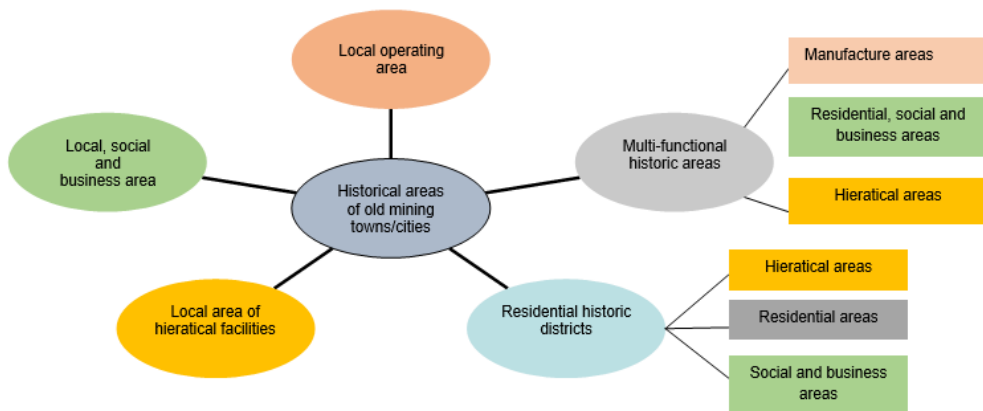 Local operating
area
Manufacture areas
Residential, social and
business areas
Hieratical areas
Multi-functional
historic areas
Local, social
and
business area
Historical areas
of old mining
towns/cities
Local area of
hieratical facilities
Residential historic
districts
Hieratical areas
Residential areas
Social and business
areas